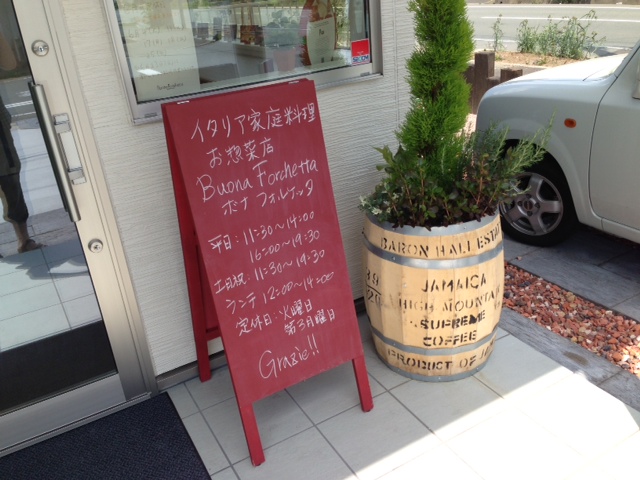 イタリア家庭料理
お惣菜店
Buona Forchetta
ボナ フォルケッタ
平日:11:30~14:00
16:00~19:30
土日祝:11:30~19:30
ランチ 12:00~14:00
定休日:火曜日
第3月曜日
Grazie!!
BARON HALL ESTATE
JAMAICA
HIGH MOUNTAIN
SUPREME
COFFEE
PRODUCT OF